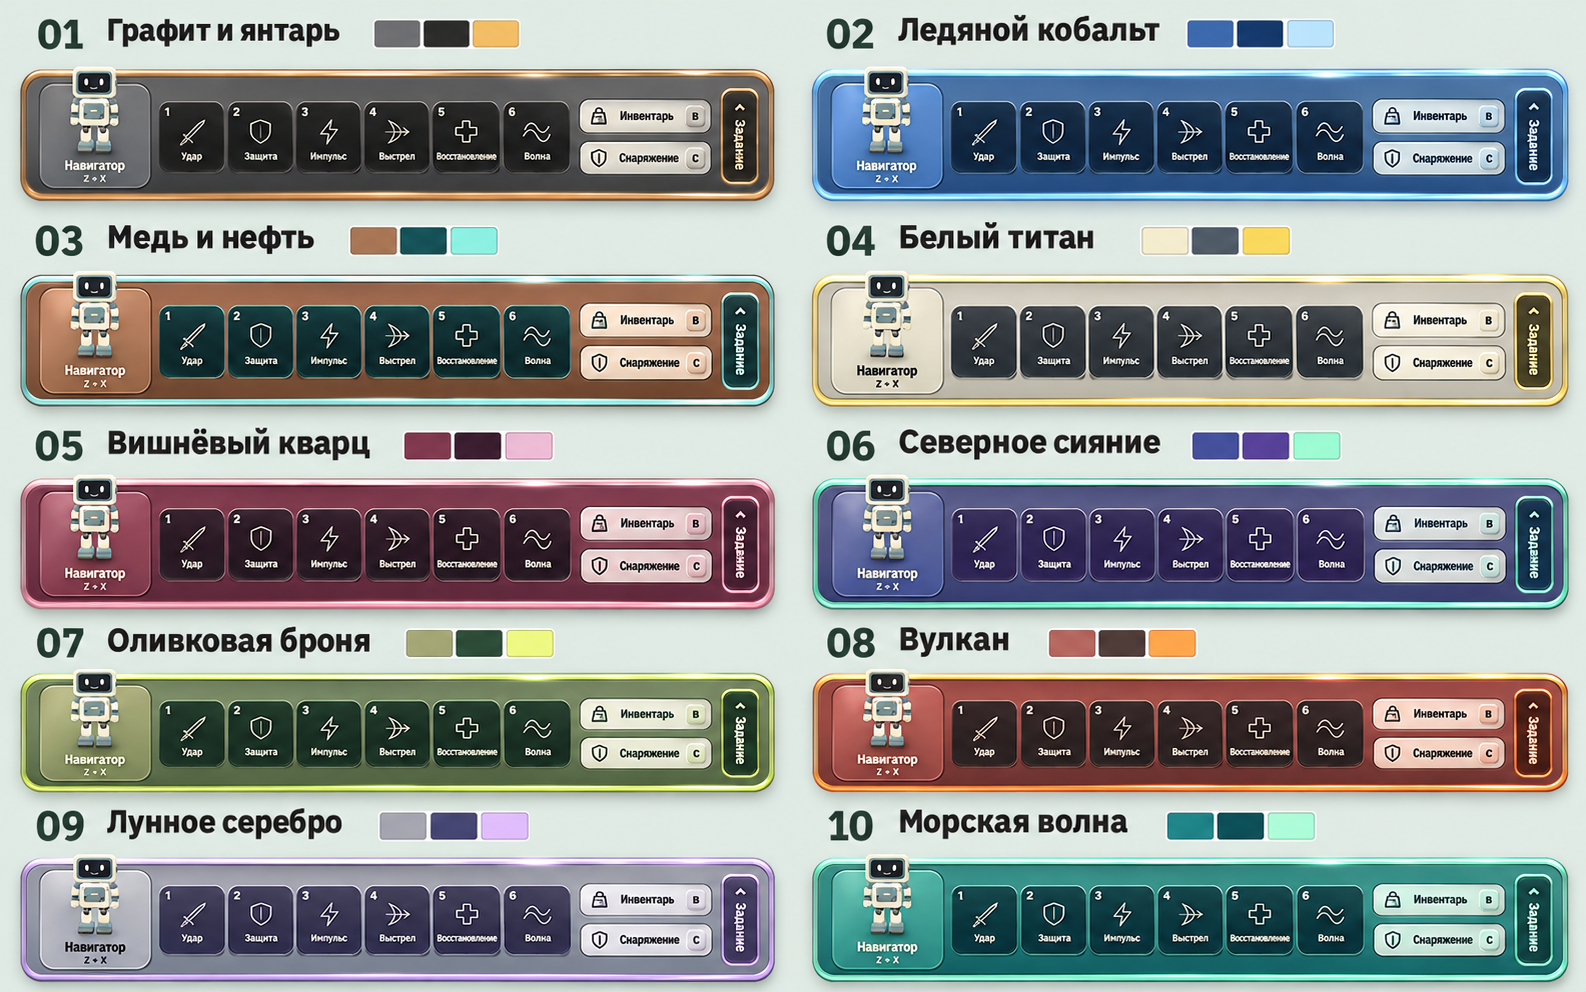 01 Графит и янтарь
1 2 3 4 5 6
Удар Защита Импульс Выстрел Восстановление Волна
Инвентарь B
Снаряжение C
Задание
Навигатор
Z + X
02 Ледяной кобальт
1 2 3 4 5 6
Удар Защита Импульс Выстрел Восстановление Волна
Инвентарь B
Снаряжение C
Задание
Навигатор
Z + X
03 Медь и нефть
1 2 3 4 5 6
Удар Защита Импульс Выстрел Восстановление Волна
Инвентарь B
Снаряжение C
Задание
Навигатор
Z + X
04 Белый титан
1 2 3 4 5 6
Удар Защита Импульс Выстрел Восстановление Волна
Инвентарь B
Снаряжение C
Задание
Навигатор
Z + X
05 Вишнёвый кварц
1 2 3 4 5 6
Удар Защита Импульс Выстрел Восстановление Волна
Инвентарь B
Снаряжение C
Задание
Навигатор
Z + X
06 Северное сияние
1 2 3 4 5 6
Удар Защита Импульс Выстрел Восстановление Волна
Инвентарь B
Снаряжение C
Задание
Навигатор
Z + X
07 Оливковая броня
1 2 3 4 5 6
Удар Защита Импульс Выстрел Восстановление Волна
Инвентарь B
Снаряжение C
Задание
Навигатор
Z + X
08 Вулкан
1 2 3 4 5 6
Удар Защита Импульс Выстрел Восстановление Волна
Инвентарь B
Снаряжение C
Задание
Навигатор
Z + X
09 Лунное серебро
1 2 3 4 5 6
Удар Защита Импульс Выстрел Восстановление Волна
Инвентарь B
Снаряжение C
Задание
Навигатор
Z + X
10 Морская волна
1 2 3 4 5 6
Удар Защита Импульс Выстрел Восстановление Волна
Инвентарь B
Снаряжение C
Задание
Навигатор
Z + X